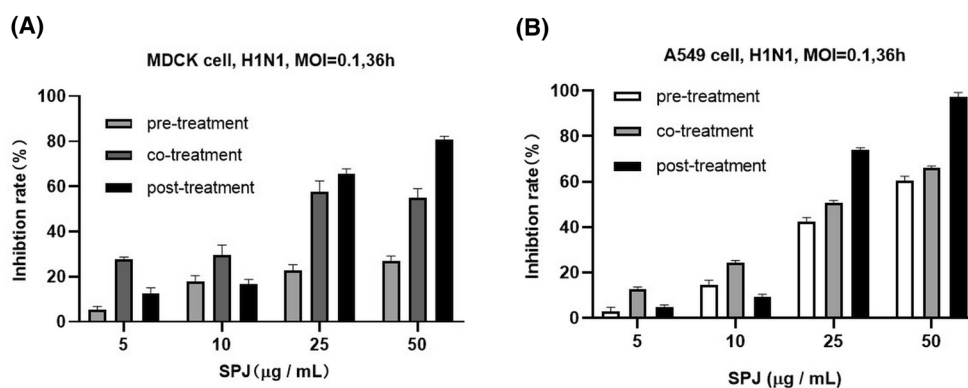 (A)
MDCK cell, H1N1, MOI=0.1,36h
Inhibtion rate(%)
100
80
60
40
20
0
pre-treatment
co-treatment
post-treatment
5 10 25 50
SPJ(μg / mL)
(B)
A549 cell, H1N1, MOI=0.1,36h
Inhibtion rate(%)
100
80
60
40
20
0
pre-treatment
co-treatment
post-treatment
5 10 25 50
SPJ (μg / mL)